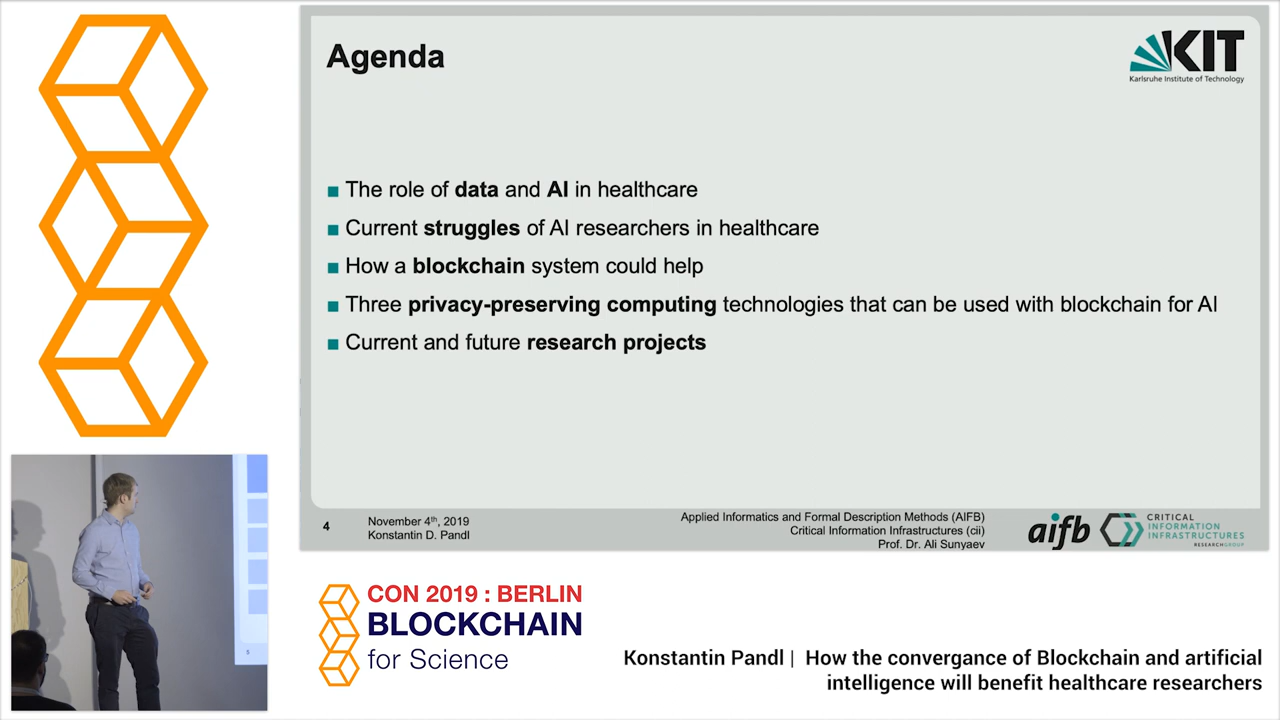 Agenda
KIT
Karlsruhe Institute of Technology
The role of data and AI in healthcare
Current struggles of AI researchers in healthcare
How a blockchain system could help
Three privacy-preserving computing technologies that can be used with blockchain for AI
Current and future research projects
4
November 4th, 2019
Konstantin D. Pandl
Applied Informatics and Formal Description Methods (AIFB)
Critical Information Infrastructures (cii)
Prof. Dr. Ali Sunyaev
aifb
CRITICAL
INFORMATION
INFRASTRUCTURES
RESEARCHGROUP
5
CON 2019 : BERLIN
BLOCKCHAIN
for Science
Konstantin Pandl | How the convergance of Blockchain and artificial
intelligence will benefit healthcare researchers